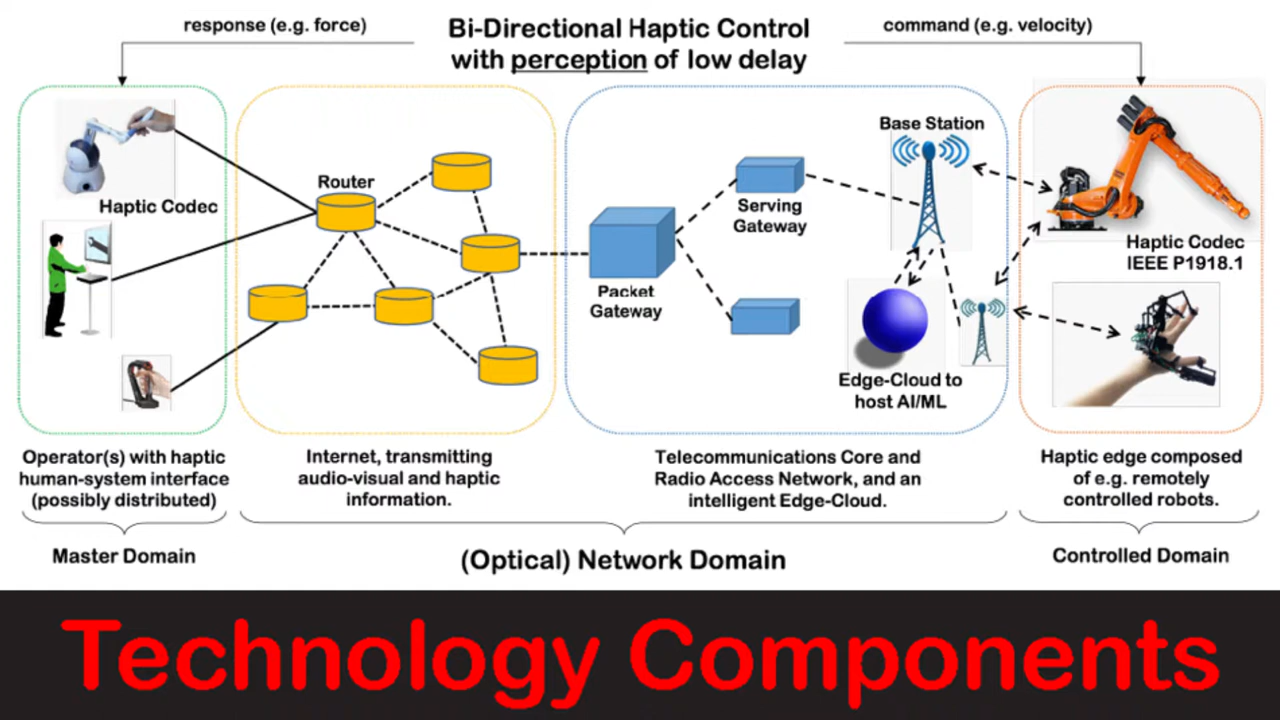 response (e.g. force)
Bi-Directional Haptic Control
with perception of low delay
command (e.g. velocity)
Haptic Codec
Router
Packet
Gateway
Serving
Gateway
Base Station
Edge-Cloud to
host AI/ML
Haptic Codec
IEEE P1918.1
Operator(s) with haptic
human-system interface
(possibly distributed)
Internet, transmitting
audio-visual and haptic
information.
Telecommunications Core and
Radio Access Network, and an
intelligent Edge-Cloud.
Haptic edge composed
of e.g. remotely
controlled robots.
Master Domain
(Optical) Network Domain
Controlled Domain
Technology Components